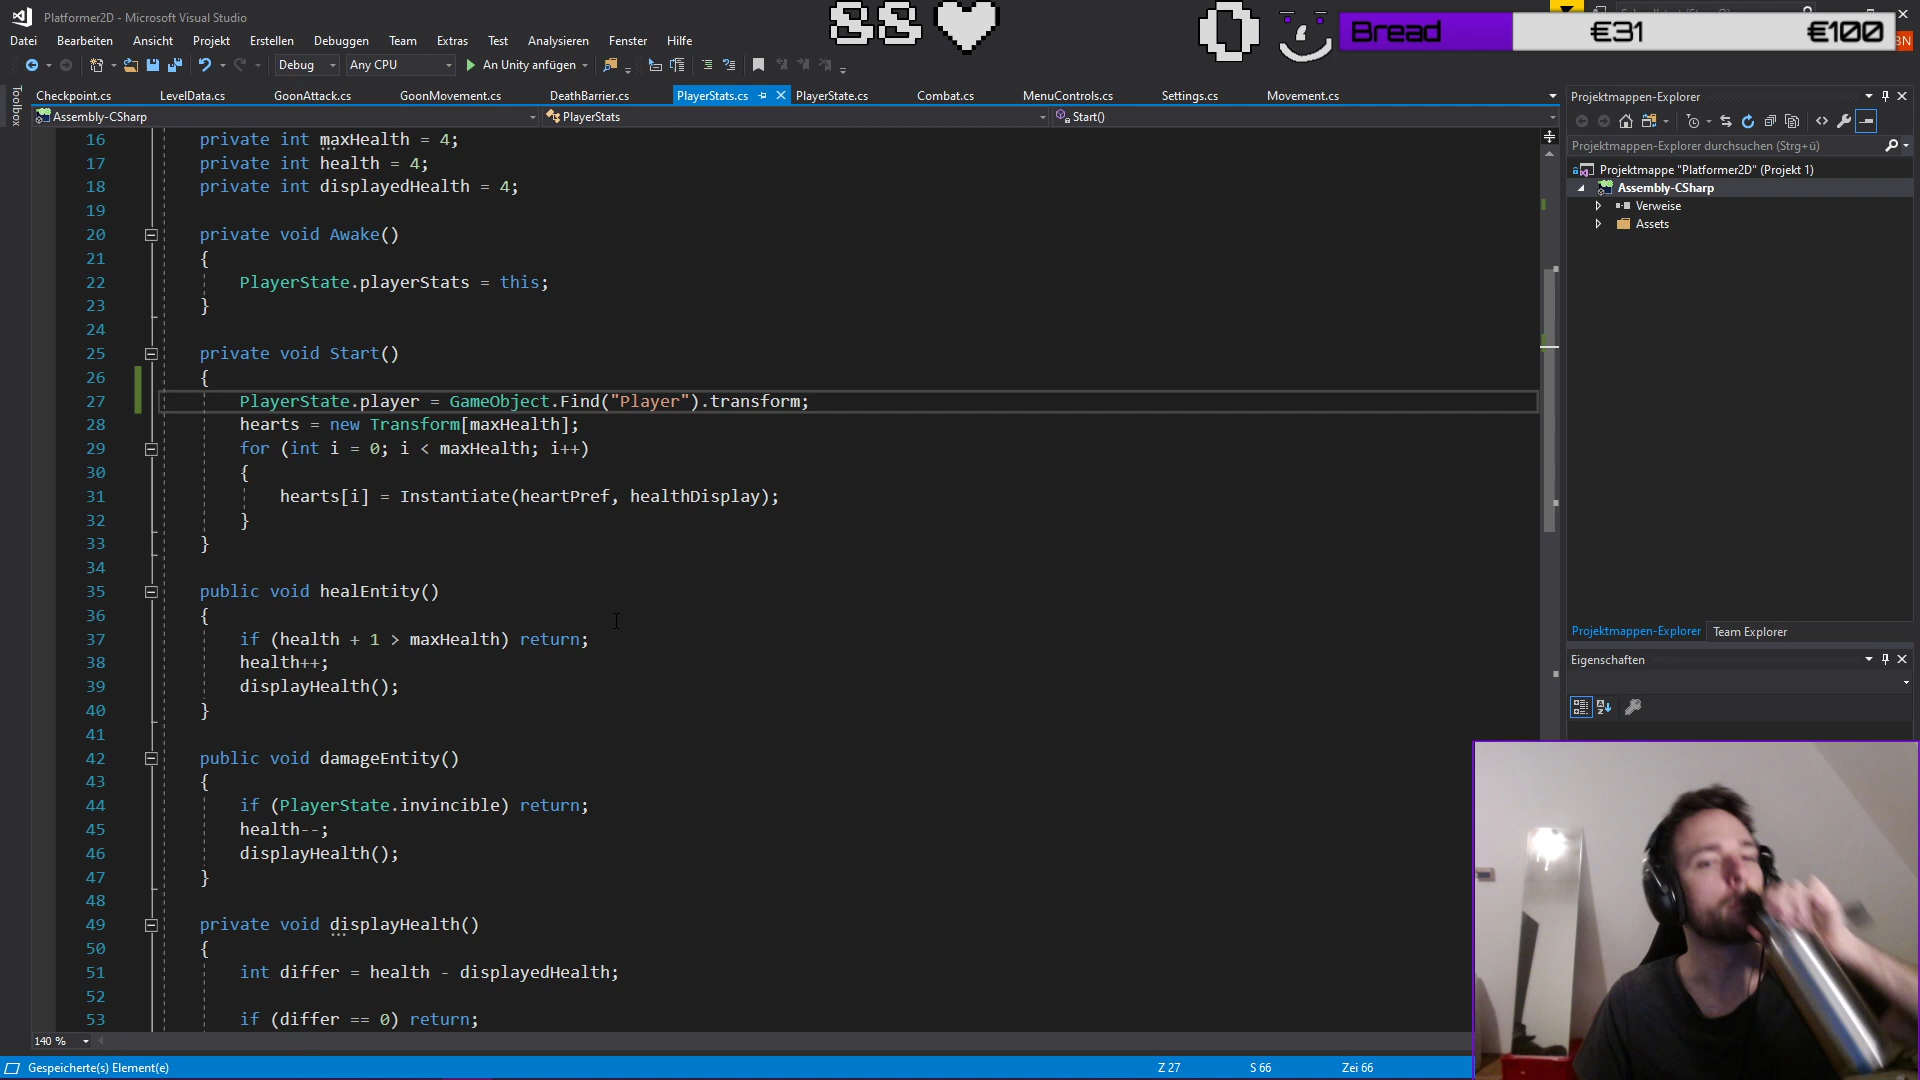 Platformer2D - Microsoft Visual Studio
SS
0
Bread €31 €100
Datei Bearbeiten Ansicht Projekt Erstellen Debuggen Team Extras Test Analysieren Fenster Hilfe
Debug Any CPU An Unity anfügen
Toolbox
Checkpoint.cs LevelData.cs GoonAttack.cs GoonMovement.cs DeathBarrier.cs PlayerStats.cs PlayerState.cs Combat.cs MenuControls.cs Settings.cs Movement.cs
Assembly-CSharp PlayerStats Start()
16 private int maxHealth = 4;
17 private int health = 4;
18 private int displayedHealth = 4;
19
20 private void Awake()
21 {
22 PlayerState.playerStats = this;
23 }
24
25 private void Start()
26 {
27 PlayerState.player = GameObject.Find("Player").transform;
28 hearts = new Transform[maxHealth];
29 for (int i = 0; i < maxHealth; i++)
30 {
31 hearts[i] = Instantiate(heartPref, healthDisplay);
32 }
33 }
34
35 public void healEntity()
36 {
37 if (health + 1 > maxHealth) return;
38 health++;
39 displayHealth();
40 }
41
42 public void damageEntity()
43 {
44 if (PlayerState.invincible) return;
45 health--;
46 displayHealth();
47 }
48
49 private void displayHealth()
50 {
51 int differ = health - displayedHealth;
52
53 if (differ == 0) return;
140 %
Gespeicherte(s) Element(e) Z 27 S 66 Zei 66
Projektmappen-Explorer
Projektmappen-Explorer durchsuchen (Strg+ü)
Projektmappe "Platformer2D" (Projekt 1)
Assembly-CSharp
Verweise
Assets
Projektmappen-Explorer Team Explorer
Eigenschaften